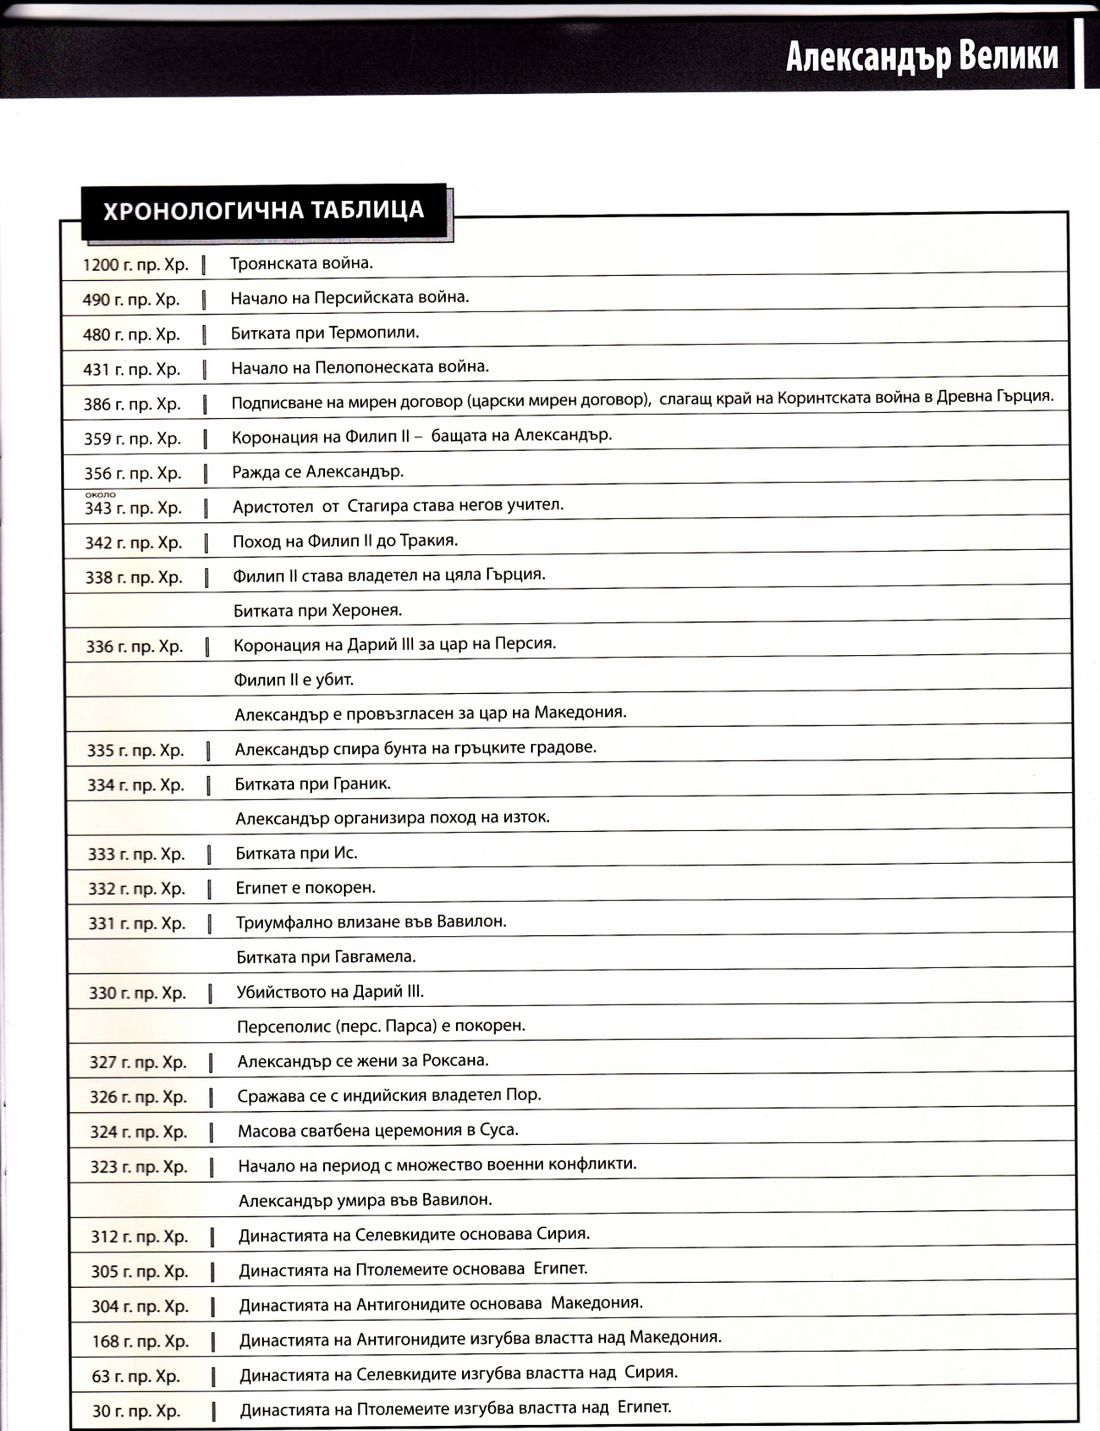 Александър Велики
ХРОНОЛОГИЧНА ТАБЛИЦА
1200 г. пр. Хр. Троянската война.
490 г. пр. Хр. Начало на Персийската война.
480 г. пр. Хр. Битката при Термопили.
431 г. пр. Хр. Начало на Пелопонеската война.
386 г. пр. Хр. Подписване на мирен договор (царски мирен договор), слагащ край на Коринтската война в Древна Гърция.
359 г. пр. Хр. Коронация на Филип II – бащата на Александър.
356 г. пр. Хр. Ражда се Александър.
около
343 г. пр. Хр. Аристотел от Стагира става негов учител.
342 г. пр. Хр. Поход на Филип II до Тракия.
338 г. пр. Хр. Филип II става владетел на цяла Гърция.
Битката при Херонея.
336 г. пр. Хр. Коронация на Дарий III за цар на Персия.
Филип II е убит.
Александър е провъзгласен за цар на Македония.
335 г. пр. Хр. Александър спира бунта на гръцките градове.
334 г. пр. Хр. Битката при Граник.
Александър организира поход на изток.
333 г. пр. Хр. Битката при Ис.
332 г. пр. Хр. Египет е покорен.
331 г. пр. Хр. Триумфално влизане във Вавилон.
Битката при Гавгамела.
330 г. пр. Хр. Убийството на Дарий III.
Персеполис (перс. Парса) е покорен.
327 г. пр. Хр. Александър се жени за Роксана.
326 г. пр. Хр. Сражава се с индийския владетел Пор.
324 г. пр. Хр. Масова сватбена церемония в Суса.
323 г. пр. Хр. Начало на период с множество военни конфликти.
Александър умира във Вавилон.
312 г. пр. Хр. Династията на Селевкидите основава Сирия.
305 г. пр. Хр. Династията на Птолемеите основава Египет.
304 г. пр. Хр. Династията на Антигонидите основава Македония.
168 г. пр. Хр. Династията на Антигонидите изгубва властта над Македония.
63 г. пр. Хр. Династията на Селевкидите изгубва властта над Сирия.
30 г. пр. Хр. Династията на Птолемеите изгубва властта над Египет.